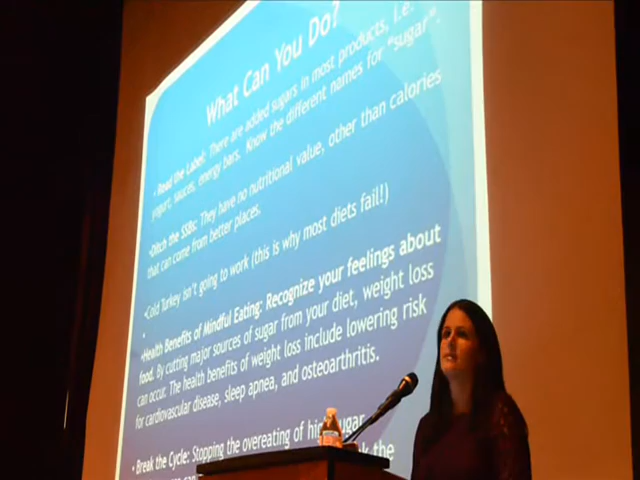 What Can You Do?
• Read the Label: There are added sugars in most products, i.e.
yogurt, sauces, energy bars. Know the different names for "sugar".
•Ditch the SSBs: They have no nutritional value, other than calories
that can come from better places.
•Cold Turkey isn't going to work (this is why most diets fail!)
•
•Health Benefits of Mindful Eating: Recognize your feelings about
food. By cutting major sources of sugar from your diet, weight loss
can occur. The health benefits of weight loss include lowering risk
for cardiovascular disease, sleep apnea, and osteoarthritis.
•Break the Cycle: Stopping the overeating of high sugar
break the